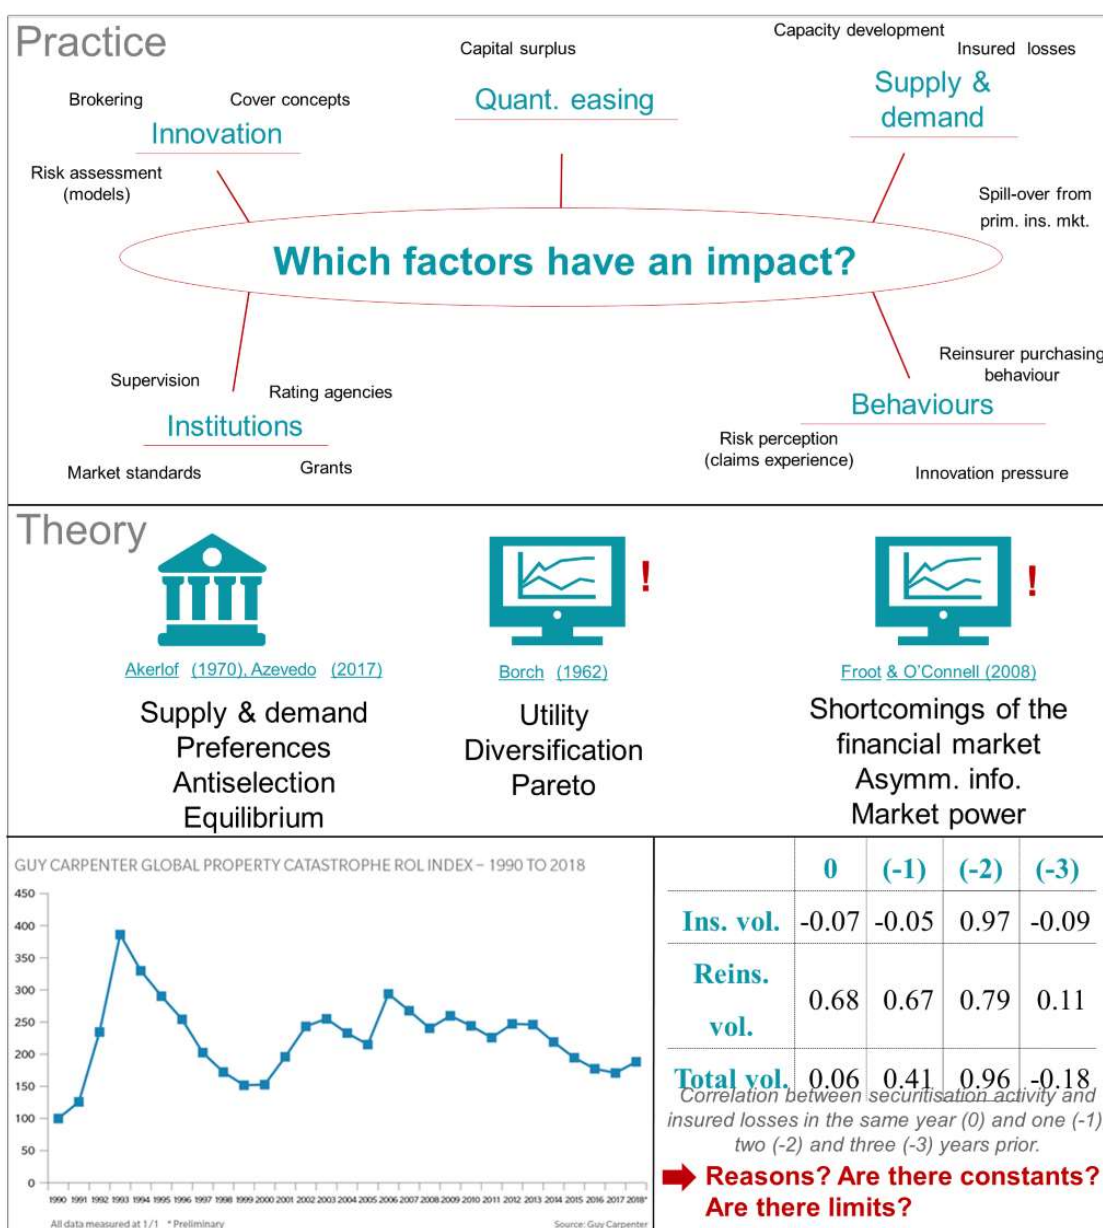 Practice
Capital surplus
Capacity development
Insured losses
Brokering
Cover concepts
Quant. easing
Supply &
demand
Innovation
Risk assessment
(models)
Spill-over from
prim. ins. mkt.
Which factors have an impact?
Supervision
Rating agencies
Institutions
Market standards
Grants
Reinsurer purchasing
behaviour
Behaviours
Risk perception
(claims experience)
Innovation pressure
Theory
!
!
Akerlof (1970), Azevedo (2017)
Supply & demand
Preferences
Antiselection
Equilibrium
Borch (1962)
Utility
Diversification
Pareto
Froot & O'Connell (2008)
Shortcomings of the
financial market
Asymm. info.
Market power
GUY CARPENTER GLOBAL PROPERTY CATASTROPHE ROL INDEX – 1990 TO 2018
450
400
350
300
250
200
150
100
50
0
1990 1991 1992 1993 1994 1995 1996 1997 1998 1999 2000 2001 2002 2003 2004 2005 2006 2007 2008 2009 2010 2011 2012 2013 2014 2015 2016 2017 2018*
All data measured at 1/1 * Preliminary
Source: Guy Carpenter
0 (-1) (-2) (-3)
Ins. vol. -0.07 -0.05 0.97 -0.09
Reins.
vol. 0.68 0.67 0.79 0.11
Total vol. 0.06 0.41 0.96 -0.18
Correlation between securitisation activity and
insured losses in the same year (0) and one (-1)
two (-2) and three (-3) years prior.
Reasons? Are there constants?
Are there limits?